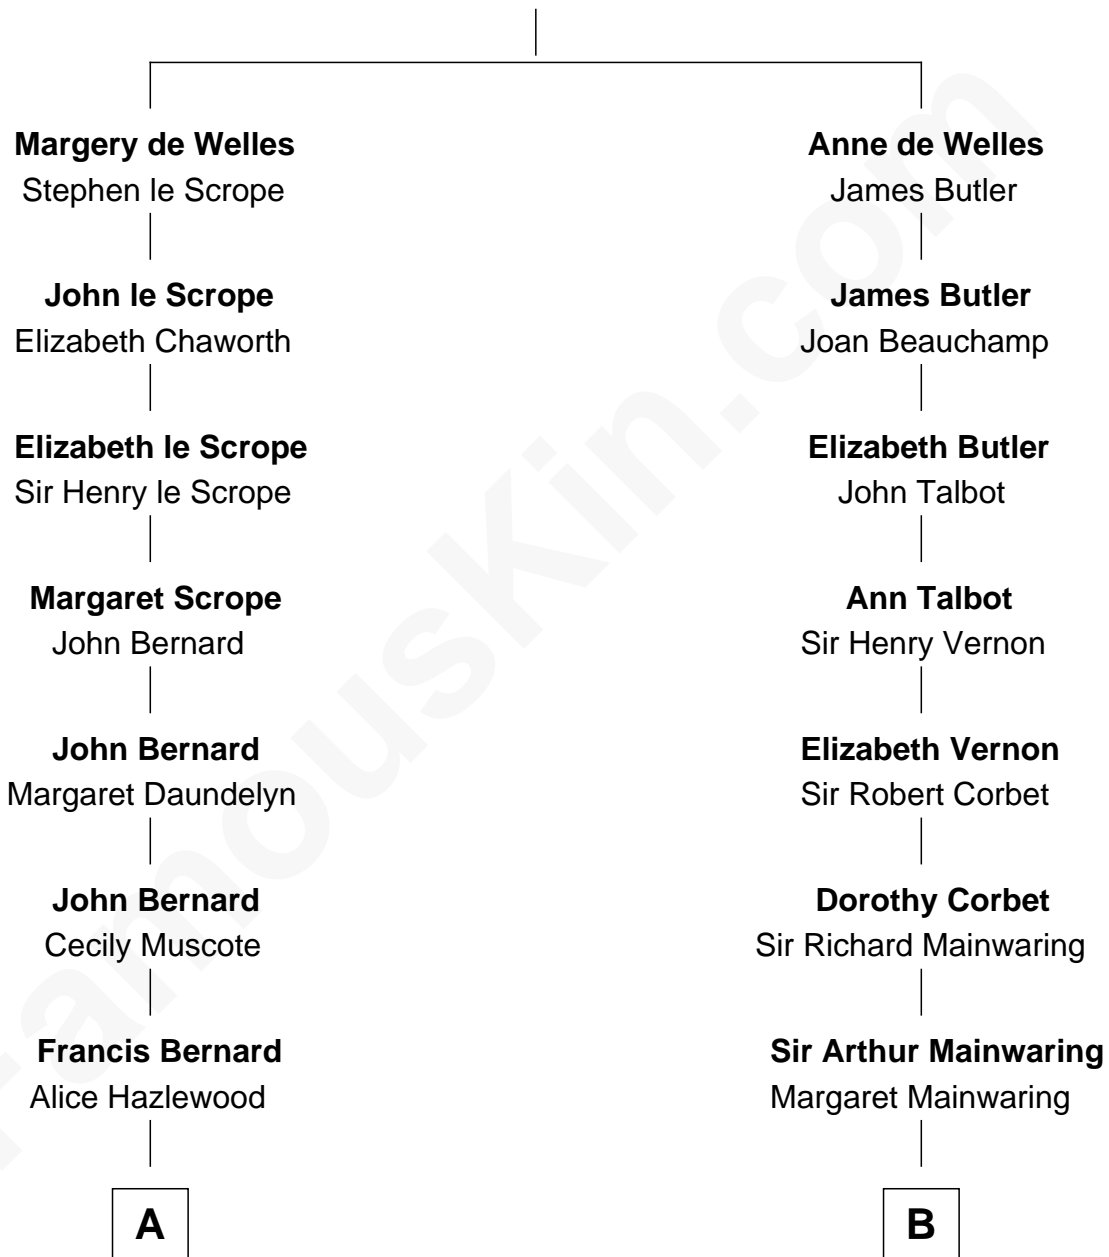 Margery de Welles
Stephen le Scrope
John le Scrope
Elizabeth Chaworth
Elizabeth le Scrope
Sir Henry le Scrope
Margaret Scrope
John Bernard
John Bernard
Margaret Daundelyn
John Bernard
Cecily Muscote
Francis Bernard
Alice Hazlewood
A
Anne de Welles
James Butler
James Butler
Joan Beauchamp
Elizabeth Butler
John Talbot
Ann Talbot
Sir Henry Vernon
Elizabeth Vernon
Sir Robert Corbet
Dorothy Corbet
Sir Richard Mainwaring
Sir Arthur Mainwaring
Margaret Mainwaring
B
FamousKin.com